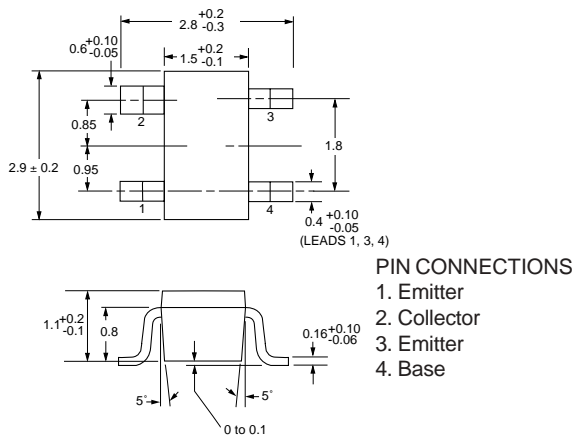 2.8 +0.2 -0.3
0.6 +0.10 -0.05
1.5 +0.2 -0.1
2
3
0.85
2.9 ± 0.2
0.95
1.8
1
4
0.4 +0.10 -0.05
(LEADS 1, 3, 4)
PIN CONNECTIONS
1. Emitter
2. Collector
3. Emitter
4. Base
1.1 +0.2 -0.1
0.8
0.16 +0.10 -0.06
5°
5°
0 to 0.1